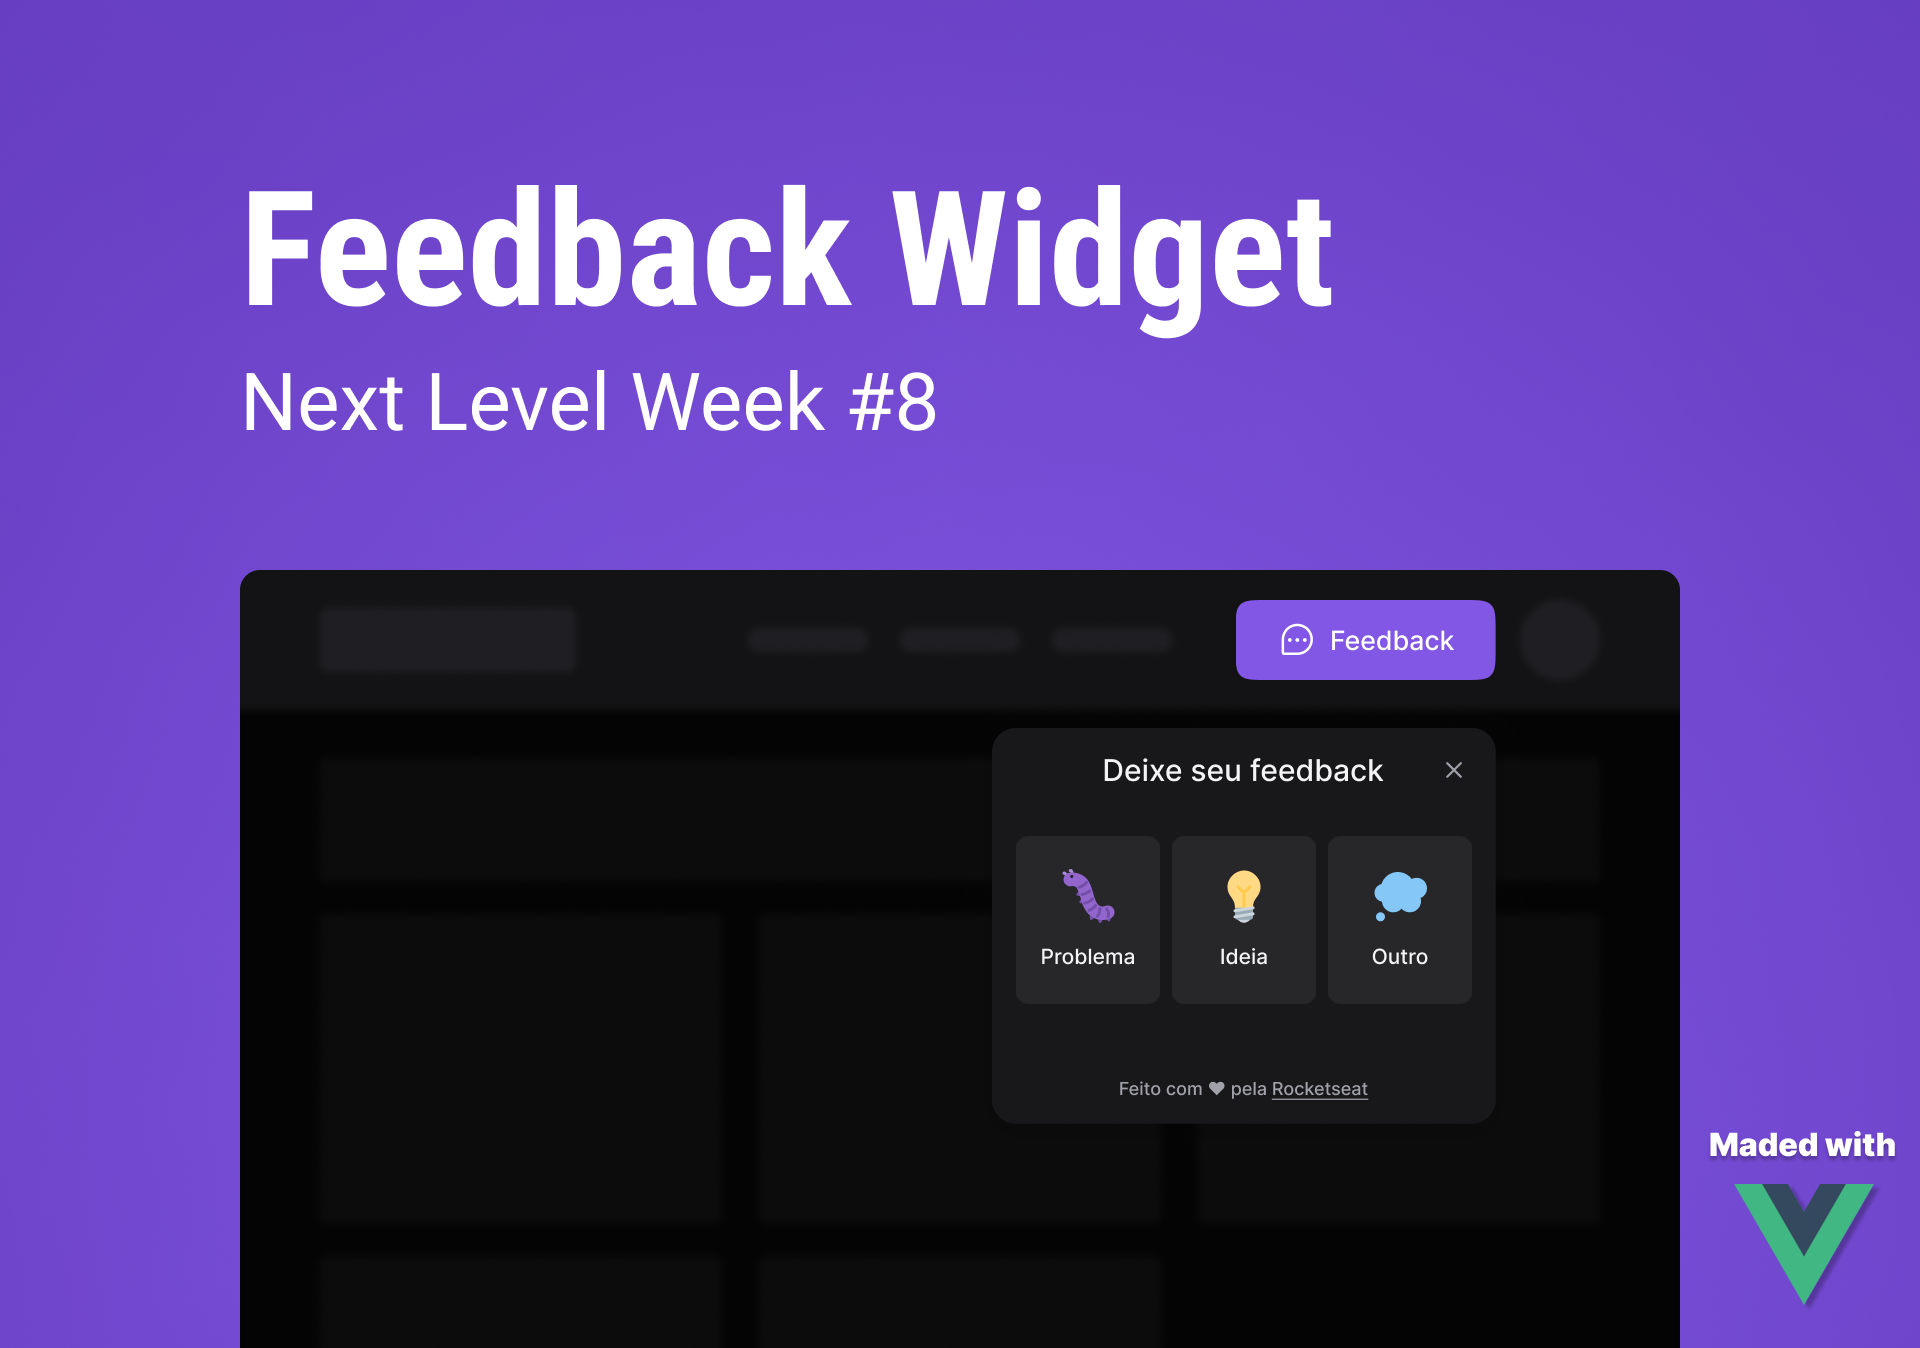 Feedback Widget
Next Level Week #8
Feedback
Deixe seu feedback
Problema
Ideia
Outro
Feito com ♥ pela Rocketseat
Maded with